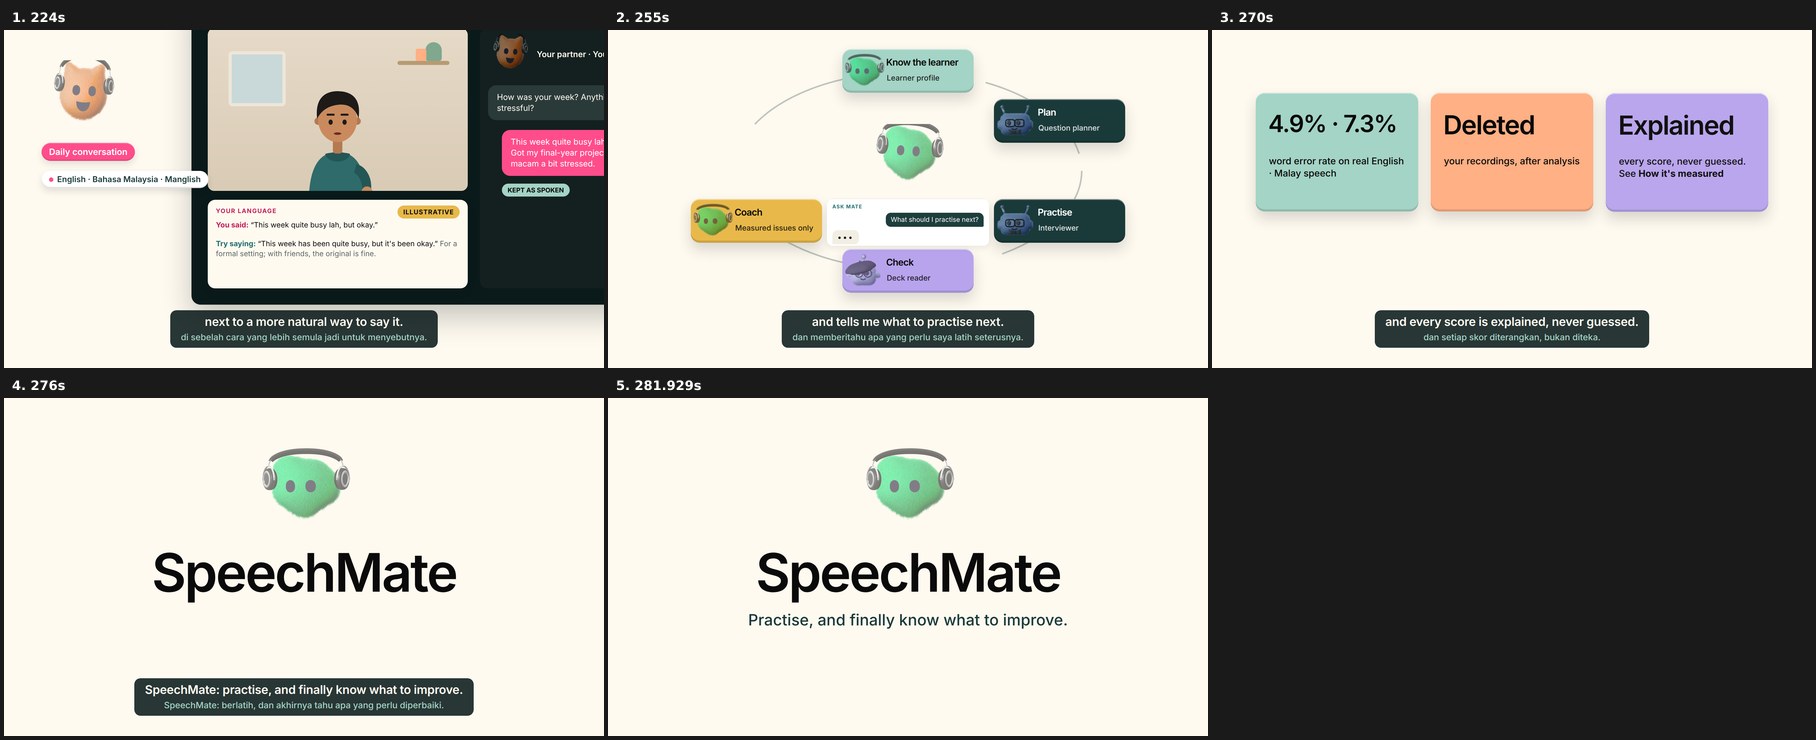 1. 224s
Daily conversation
English · Bahasa Malaysia · Manglish
Your partner · You
How was your week? Anyth
stressful?
This week quite busy lah
Got my final-year projec
macam a bit stressed.
KEPT AS SPOKEN
YOUR LANGUAGE
ILLUSTRATIVE
You said: "This week quite busy lah, but okay."
Try saying: "This week has been quite busy, but it's been okay." For a
formal setting; with friends, the original is fine.
next to a more natural way to say it.
di sebelah cara yang lebih semula jadi untuk menyebutnya.
2. 255s
Know the learner
Learner profile
Plan
Question planner
Coach
Measured issues only
ASK MATE
What should I practise next?
Practise
Interviewer
Check
Deck reader
and tells me what to practise next.
dan memberitahu apa yang perlu saya latih seterusnya.
3. 270s
4.9% · 7.3%
word error rate on real English
· Malay speech
Deleted
your recordings, after analysis
Explained
every score, never guessed.
See How it's measured
and every score is explained, never guessed.
dan setiap skor diterangkan, bukan diteka.
4. 276s
SpeechMate
SpeechMate: practise, and finally know what to improve.
SpeechMate: berlatih, dan akhirnya tahu apa yang perlu diperbaiki.
5. 281.929s
SpeechMate
Practise, and finally know what to improve.